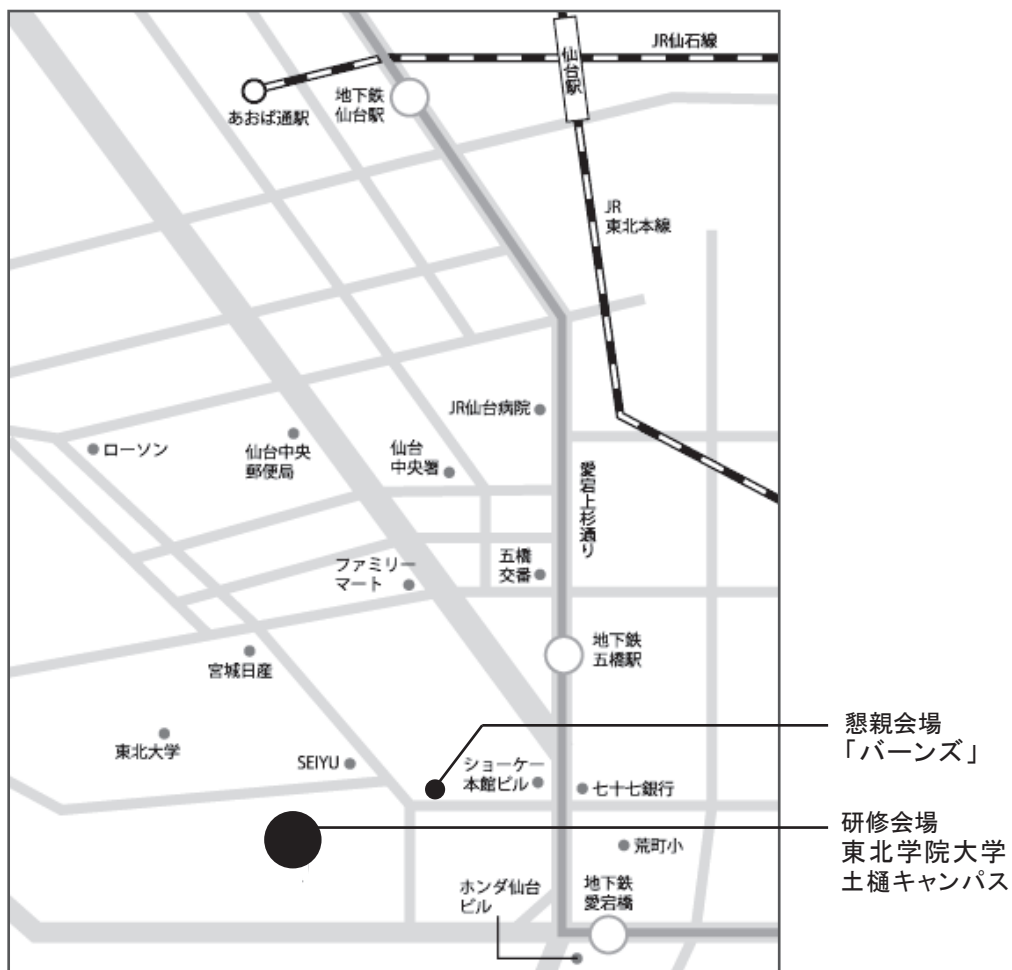 JR仙石線
仙台駅
あおば通駅
地下鉄
仙台駅
JR
東北本線
JR仙台病院
ローソン
仙台中央
郵便局
仙台
中央署
愛宕上杉通り
ファミリー
マート
五橋
交番
地下鉄
五橋駅
宮城日産
東北大学
SEIYU
ショーケー
本館ビル
七十七銀行
懇親会場
「バーンズ」
研修会場
東北学院大学
土樋キャンパス
荒町小
ホンダ仙台
ビル
地下鉄
愛宕橋